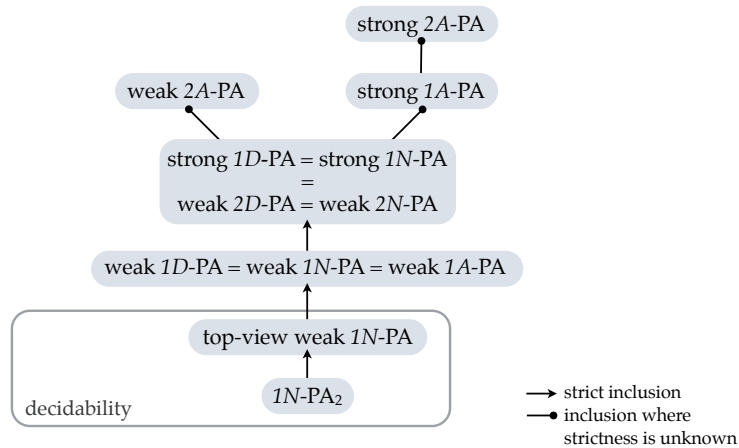 strong 2A-PA
weak 2A-PA
strong 1A-PA
strong 1D-PA = strong 1N-PA
=
weak 2D-PA = weak 2N-PA
weak 1D-PA = weak 1N-PA = weak 1A-PA
top-view weak 1N-PA
1N-PA₂
decidability
strict inclusion
inclusion where
strictness is unknown